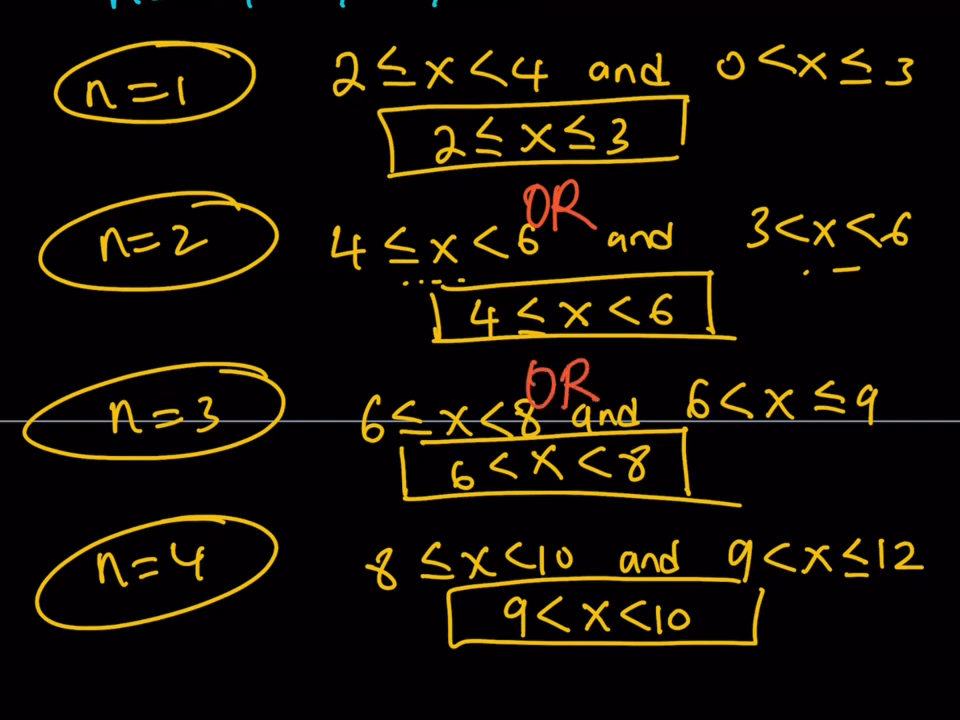 n=1 2≤x<4 and 0<x≤3
2≤x≤3
OR
n=2 4≤x<6 and 3<x<6
4≤x<6
OR
n=3 6≤x<8 and 6<x≤9
6<x<8
n=4 8≤x<10 and 9<x≤12
9<x<10